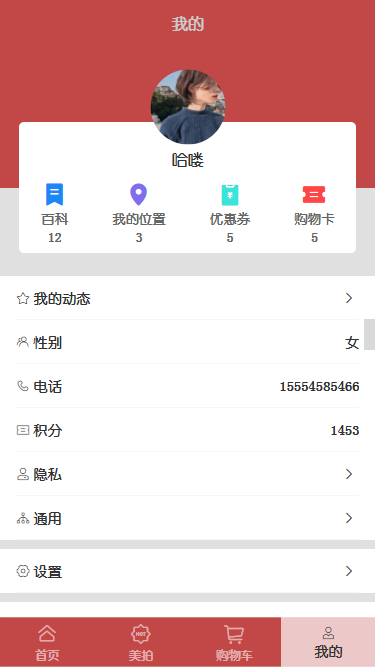 我的
哈喽
百科 我的位置 优惠券 购物卡
12 3 5 5
我的动态
性别 女
电话 15554585466
积分 1453
隐私
通用
设置
HOT
首页 美拍 购物车 我的